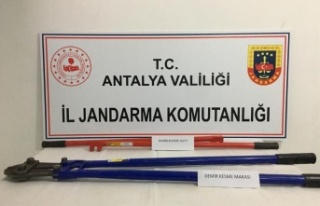 T.C.
ANTALYA VALİLİĞİ
İL JANDARMA KOMUTANLIĞI
DEMİR KESME MAKASI